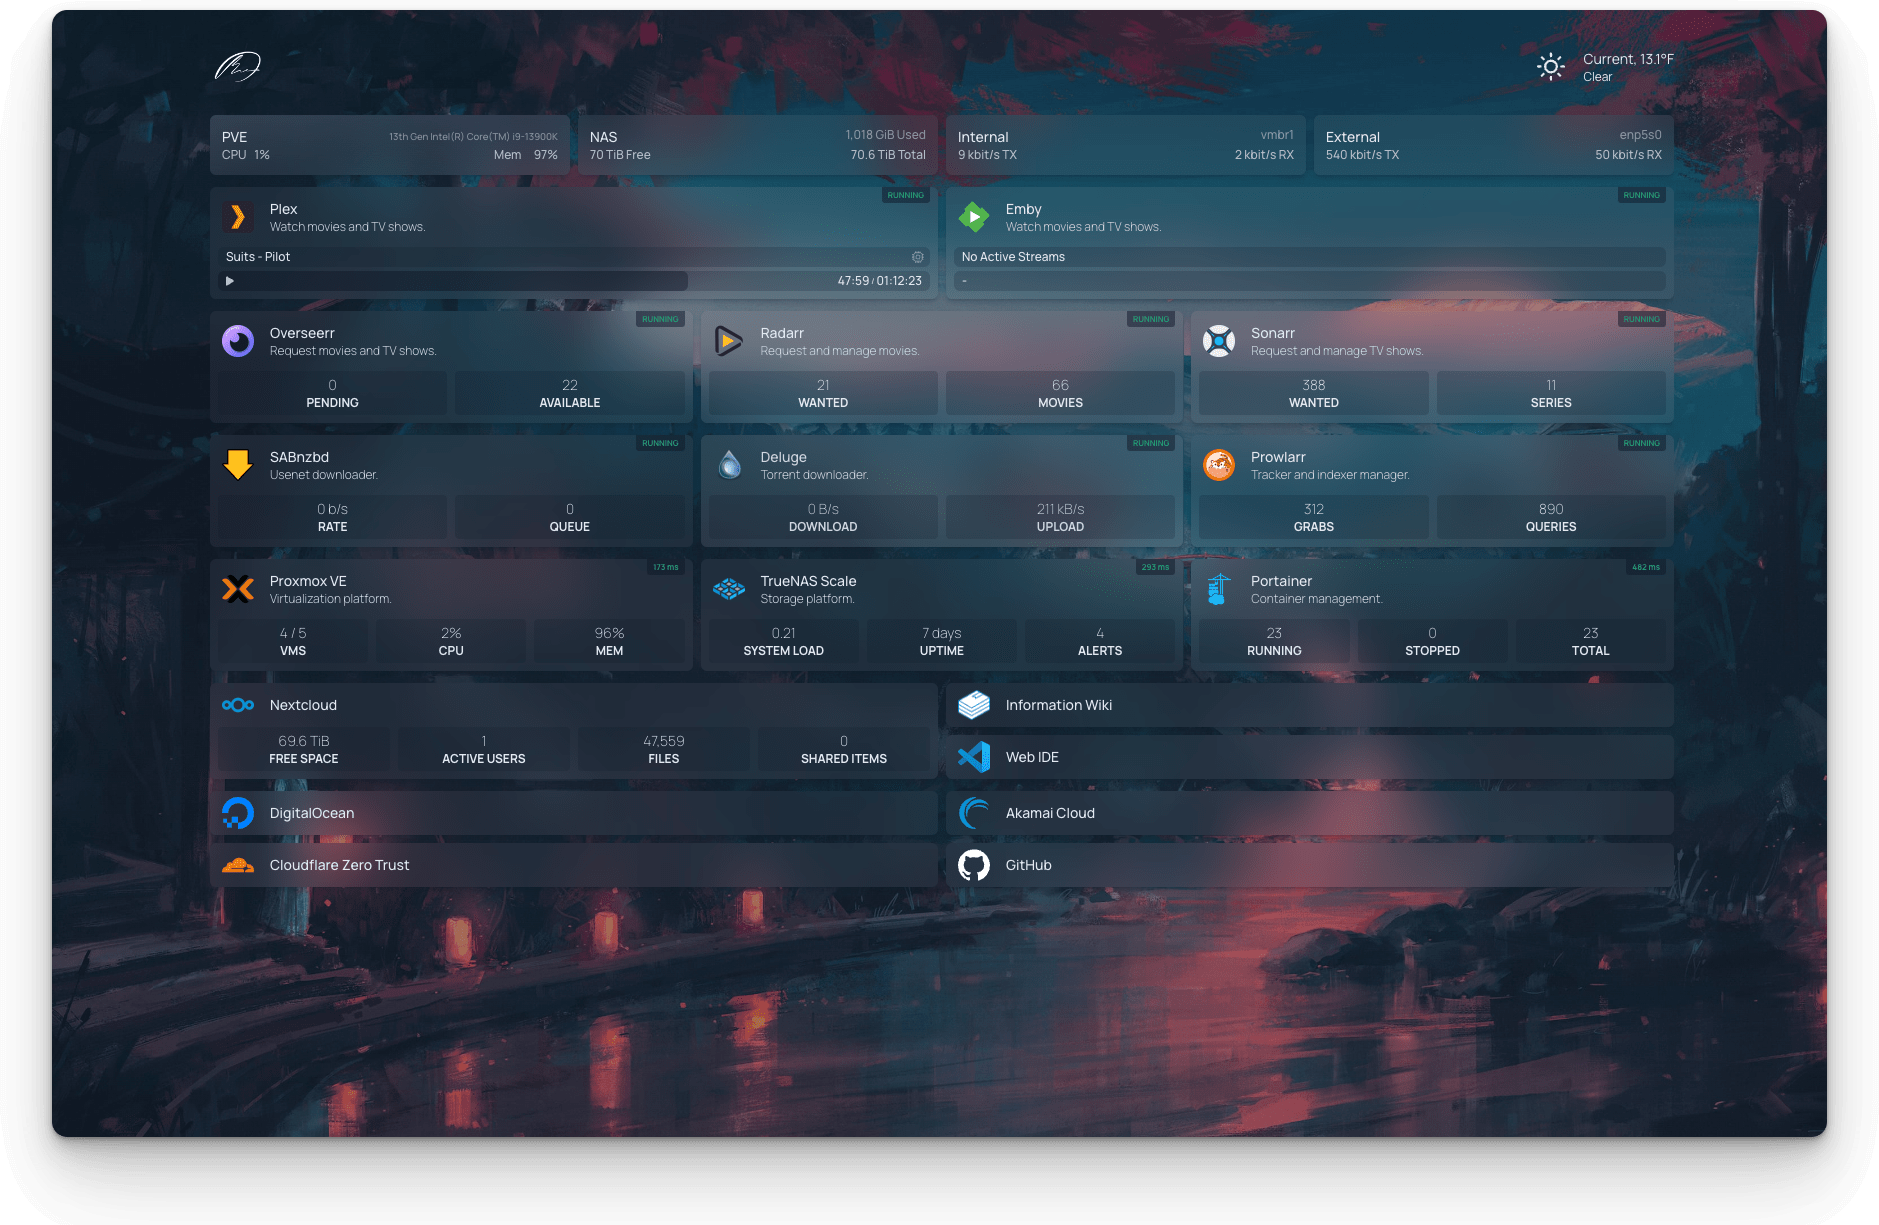 Current, 13.1°F
Clear
PVE 13th Gen Intel(R) Core(TM) i9-13900K
CPU 1% Mem 97%
NAS 1,018 GiB Used
70 TiB Free 70.6 TiB Total
Internal vmbr1
9 kbit/s TX 2 kbit/s RX
External enp5s0
540 kbit/s TX 50 kbit/s RX
RUNNING
Plex
Watch movies and TV shows.
Suits - Pilot
47:59 / 01:12:23
RUNNING
Emby
Watch movies and TV shows.
No Active Streams
-
RUNNING
Overseerr
Request movies and TV shows.
0 22
PENDING AVAILABLE
RUNNING
Radarr
Request and manage movies.
21 66
WANTED MOVIES
RUNNING
Sonarr
Request and manage TV shows.
388 11
WANTED SERIES
RUNNING
SABnzbd
Usenet downloader.
0 b/s 0
RATE QUEUE
RUNNING
Deluge
Torrent downloader.
0 B/s 211 kB/s
DOWNLOAD UPLOAD
RUNNING
Prowlarr
Tracker and indexer manager.
312 890
GRABS QUERIES
173 ms
Proxmox VE
Virtualization platform.
4 / 5 2% 96%
VMS CPU MEM
293 ms
TrueNAS Scale
Storage platform.
0.21 7 days 4
SYSTEM LOAD UPTIME ALERTS
482 ms
Portainer
Container management.
23 0 23
RUNNING STOPPED TOTAL
Nextcloud
69.6 TiB 1 47,559 0
FREE SPACE ACTIVE USERS FILES SHARED ITEMS
Information Wiki
Web IDE
DigitalOcean
Akamai Cloud
Cloudflare Zero Trust
GitHub